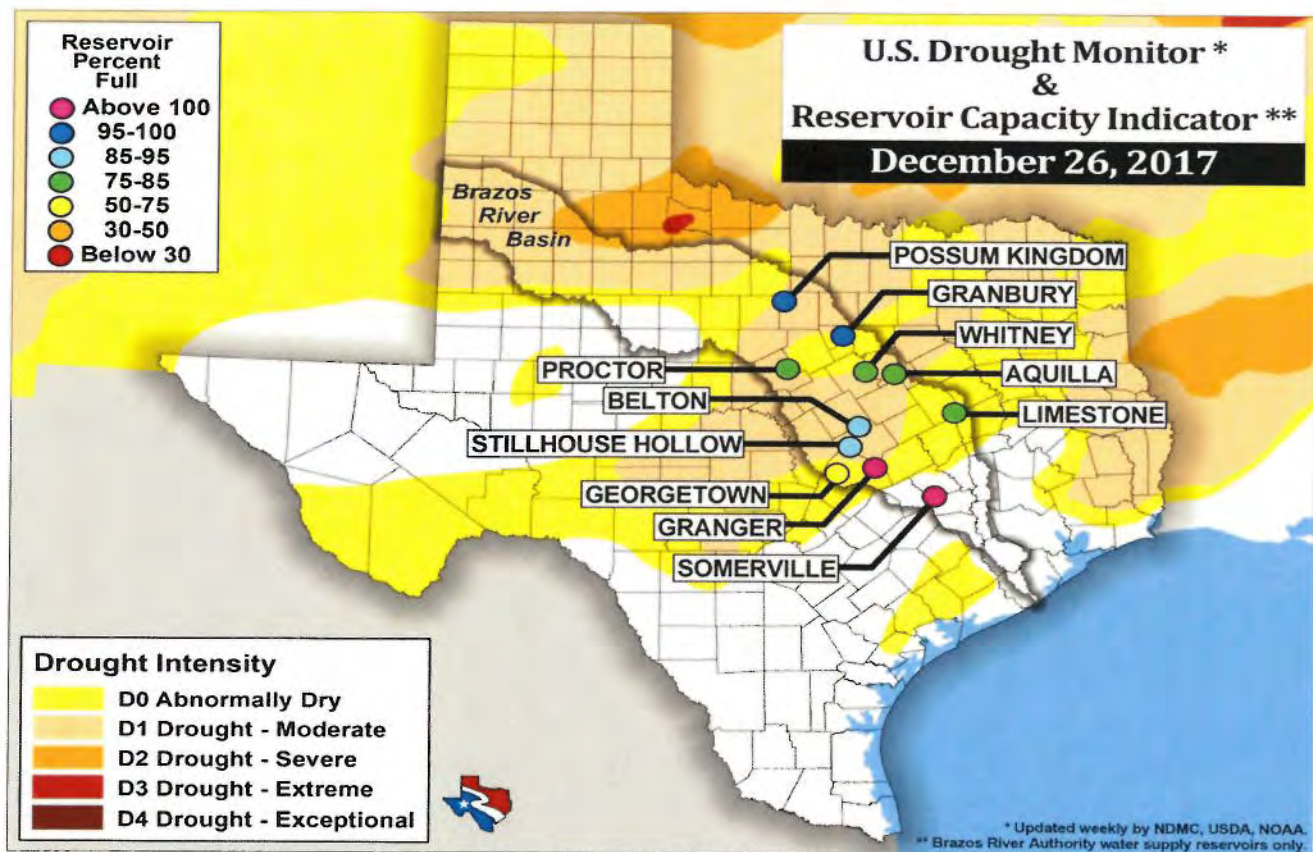 Reservoir
Percent
Full
Above 100
95-100
85-95
75-85
50-75
30-50
Below 30
U.S. Drought Monitor *
&
Reservoir Capacity Indicator **
December 26, 2017
Brazos
River
Basin
POSSUM KINGDOM
GRANBURY
WHITNEY
PROCTOR
AQUILLA
BELTON
LIMESTONE
STILLHOUSE HOLLOW
GEORGETOWN
GRANGER
SOMERVILLE
Drought Intensity
D0 Abnormally Dry
D1 Drought - Moderate
D2 Drought - Severe
D3 Drought - Extreme
D4 Drought - Exceptional
* Updated weekly by NDMC, USDA, NOAA.
** Brazos River Authority water supply reservoirs only.